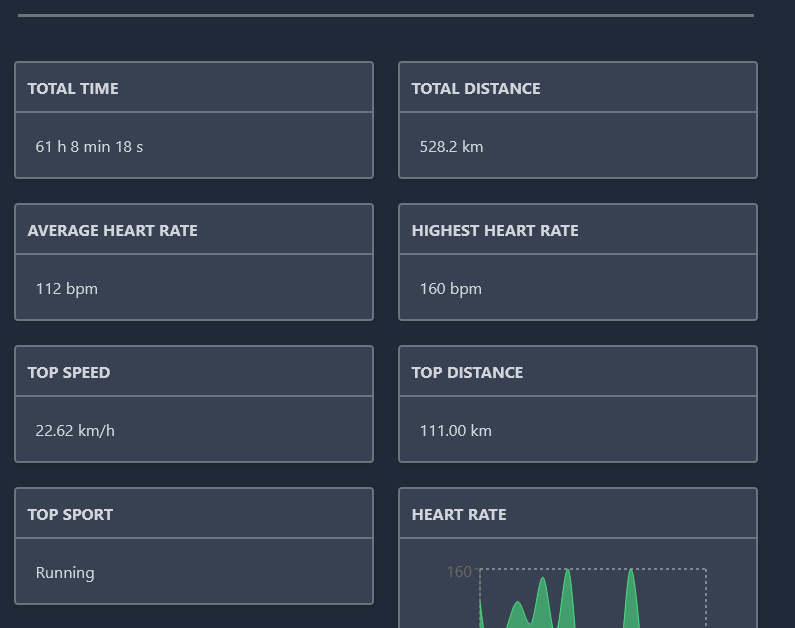 TOTAL TIME
61 h 8 min 18 s
TOTAL DISTANCE
528.2 km
AVERAGE HEART RATE
112 bpm
HIGHEST HEART RATE
160 bpm
TOP SPEED
22.62 km/h
TOP DISTANCE
111.00 km
TOP SPORT
Running
HEART RATE
160